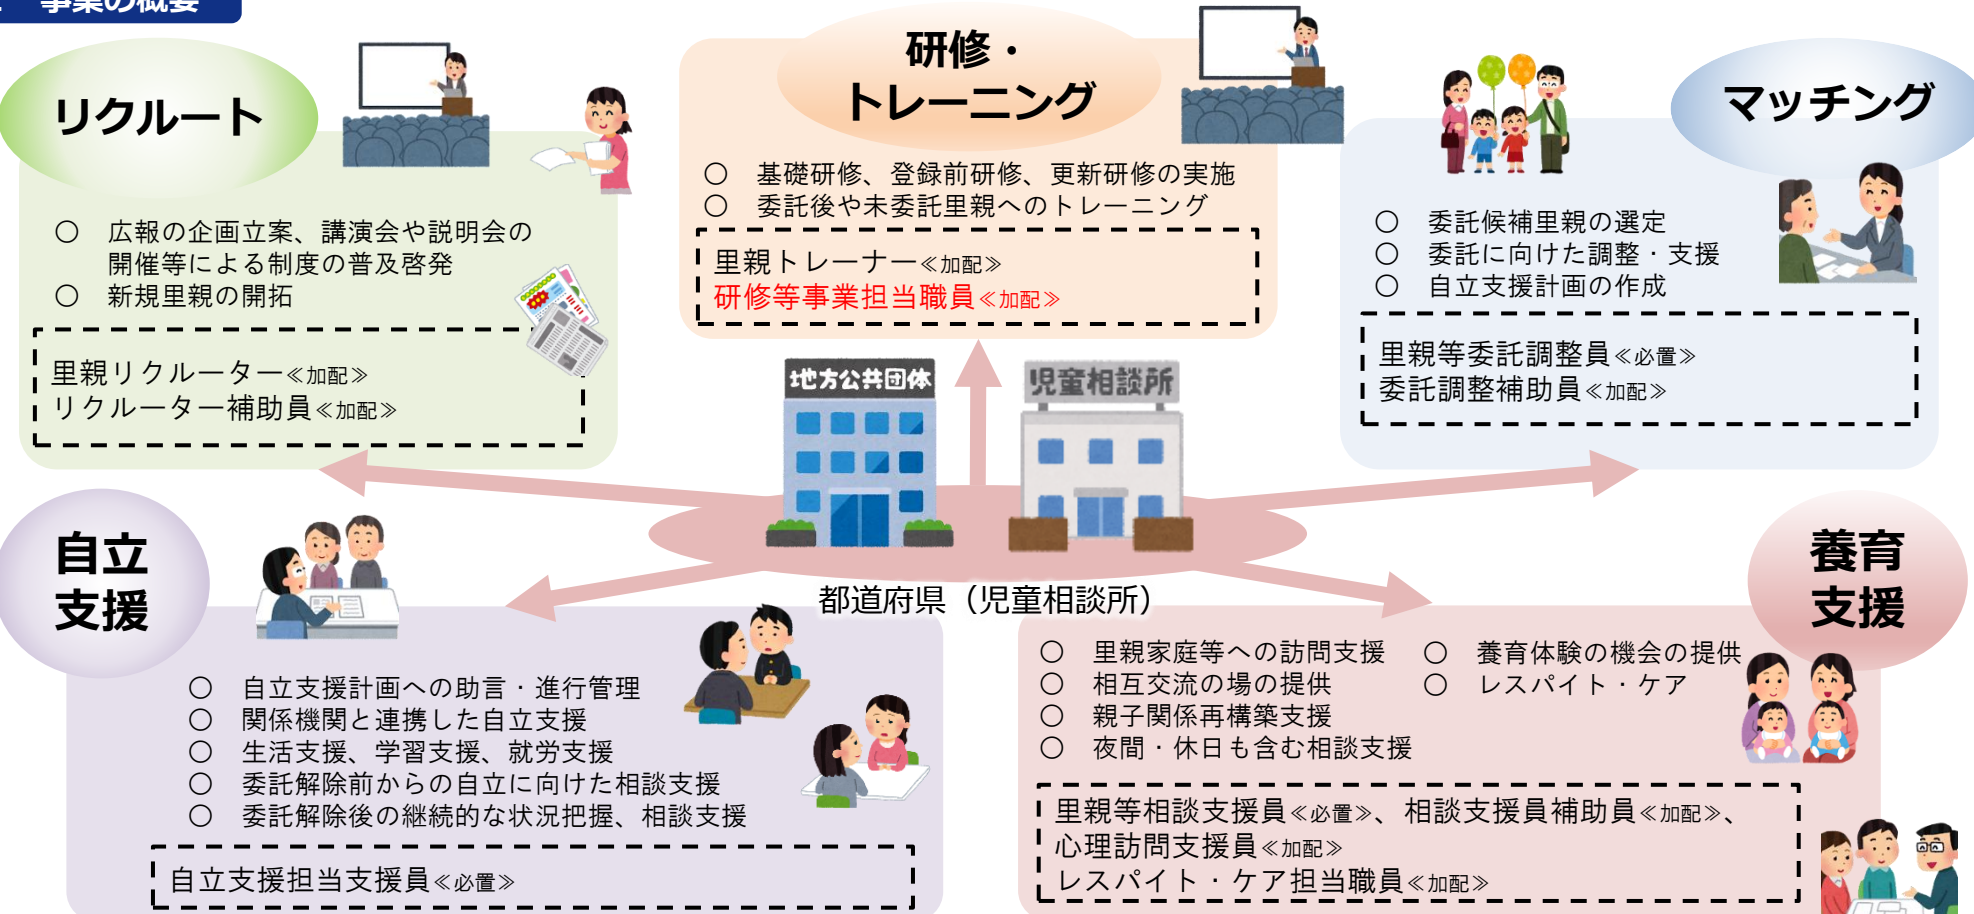 事業の概要
リクルート
○ 広報の企画立案、講演会や説明会の
開催等による制度の普及啓発
○ 新規里親の開拓
里親リクルーター≪加配≫
リクルーター補助員≪加配≫
研修・
トレーニング
○ 基礎研修、登録前研修、更新研修の実施
○ 委託後や未委託里親へのトレーニング
里親トレーナー≪加配≫
研修等事業担当職員≪加配≫
マッチング
○ 委託候補里親の選定
○ 委託に向けた調整・支援
○ 自立支援計画の作成
里親等委託調整員≪必置≫
委託調整補助員≪加配≫
地方公共団体
児童相談所
都道府県（児童相談所）
自立
支援
○ 自立支援計画への助言・進行管理
○ 関係機関と連携した自立支援
○ 生活支援、学習支援、就労支援
○ 委託解除前からの自立に向けた相談支援
○ 委託解除後の継続的な状況把握、相談支援
自立支援担当支援員≪必置≫
養育
支援
○ 里親家庭等への訪問支援
○ 相互交流の場の提供
○ 親子関係再構築支援
○ 夜間・休日も含む相談支援
○ 養育体験の機会の提供
○ レスパイト・ケア
里親等相談支援員≪必置≫、相談支援員補助員≪加配≫、
心理訪問支援員≪加配≫
レスパイト・ケア担当職員≪加配≫